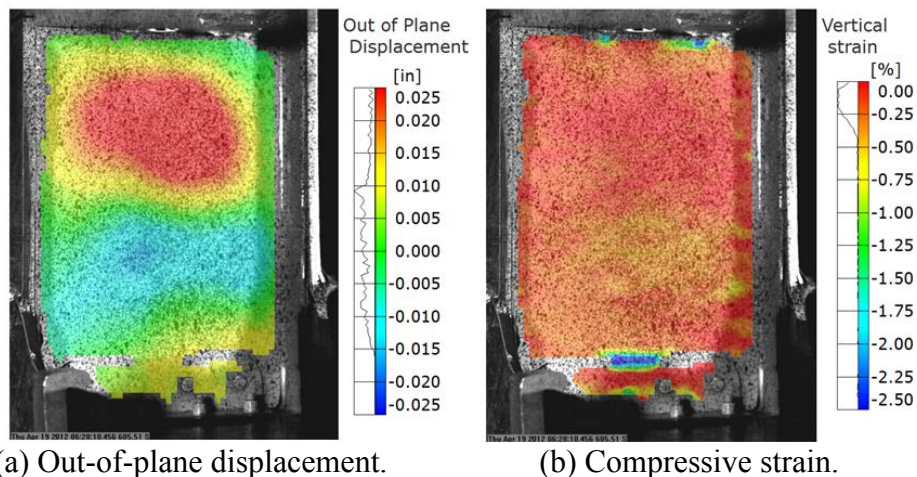 Out of Plane
Displacement
[in]
0.025
0.020
0.015
0.010
0.005
0.000
-0.005
-0.010
-0.015
-0.020
-0.025
Thu Apr 19 2012 06:28:10.456 605.51 S
Vertical
strain
[%]
0.00
-0.25
-0.50
-0.75
-1.00
-1.25
-1.50
-1.75
-2.00
-2.25
-2.50
Thu Apr 19 2012 06:28:10.456 605.51 S
(a) Out-of-plane displacement.
(b) Compressive strain.